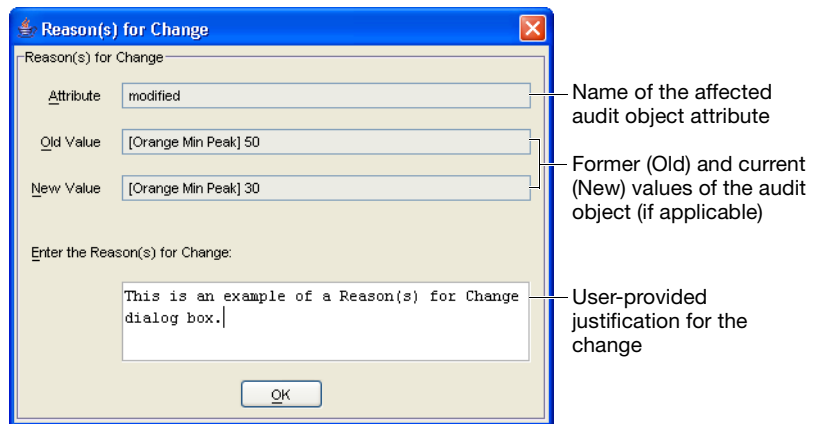 Reason(s) for Change
Reason(s) for Change
Attribute
modified
Name of the affected
audit object attribute
Old Value
[Orange Min Peak] 50
Former (Old) and current
(New) values of the audit
object (if applicable)
New Value
[Orange Min Peak] 30
Enter the Reason(s) for Change:
This is an example of a Reason(s) for Change
dialog box.
User-provided
justification for the
change
OK